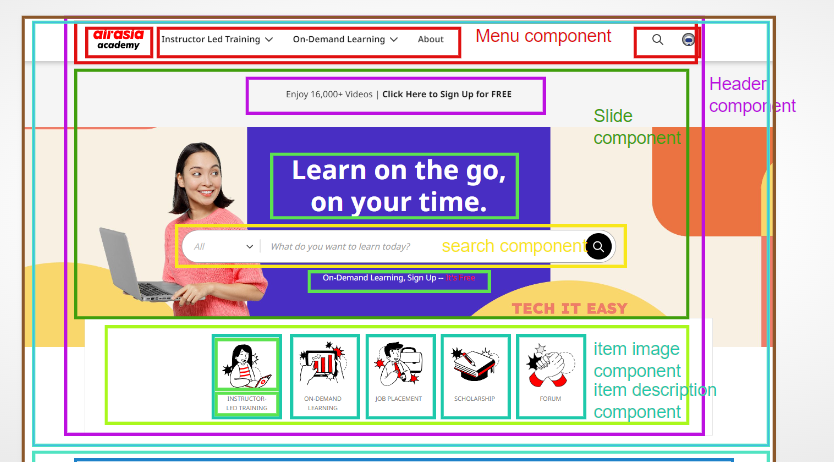 airasia
academy
Instructor Led Training
On-Demand Learning
About
Menu component
Header
component
Enjoy 16,000+ Videos | Click Here to Sign Up for FREE
Slide
component
Learn on the go,
on your time.
All
What do you want to learn today?
search component
On-Demand Learning, Sign Up – It's Free
TECH IT EASY
item image
component
item description
component
INSTRUCTOR-
LED TRAINING
ON-DEMAND
LEARNING
JOB PLACEMENT
SCHOLARSHIP
FORUM